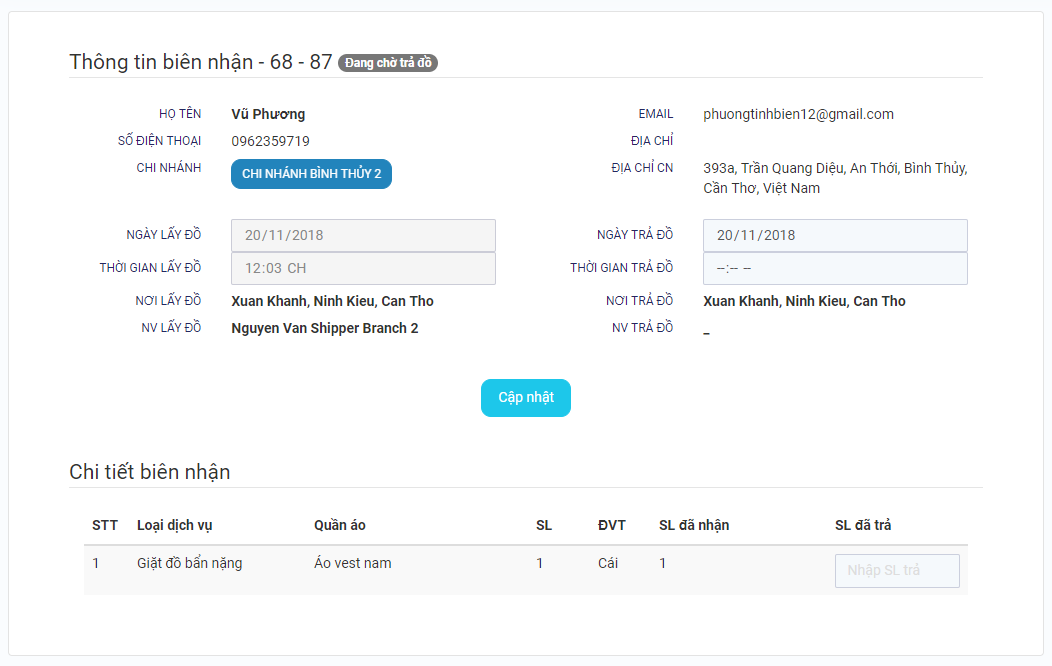 Thông tin biên nhận - 68 - 87 Đang chờ trả đồ
HỌ TÊN Vũ Phương EMAIL phuongtinhbien12@gmail.com
SỐ ĐIỆN THOẠI 0962359719 ĐỊA CHỈ
CHI NHÁNH CHI NHÁNH BÌNH THỦY 2 ĐỊA CHỈ CN 393a, Trần Quang Diệu, An Thới, Bình Thủy,
Cần Thơ, Việt Nam
NGÀY LẤY ĐỒ 20/11/2018 NGÀY TRẢ ĐỒ 20/11/2018
THỜI GIAN LẤY ĐỒ 12:03 CH THỜI GIAN TRẢ ĐỒ --:-- --
NƠI LẤY ĐỒ Xuan Khanh, Ninh Kieu, Can Tho NƠI TRẢ ĐỒ Xuan Khanh, Ninh Kieu, Can Tho
NV LẤY ĐỒ Nguyen Van Shipper Branch 2 NV TRẢ ĐỒ _
Cập nhật
Chi tiết biên nhận
STT Loại dịch vụ Quần áo SL ĐVT SL đã nhận SL đã trả
1 Giặt đồ bẩn nặng Áo vest nam 1 Cái 1 Nhập SL trả